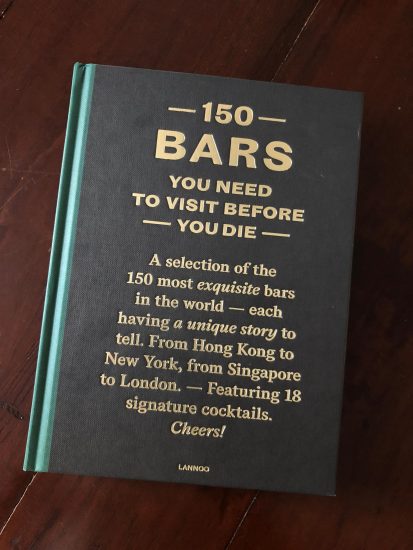 — 150 —
BARS
YOU NEED
TO VISIT BEFORE
— YOU DIE —
A selection of the
150 most exquisite bars
in the world — each
having a unique story to
tell. From Hong Kong to
New York, from Singapore
to London. — Featuring 18
signature cocktails.
Cheers!
LANNOO